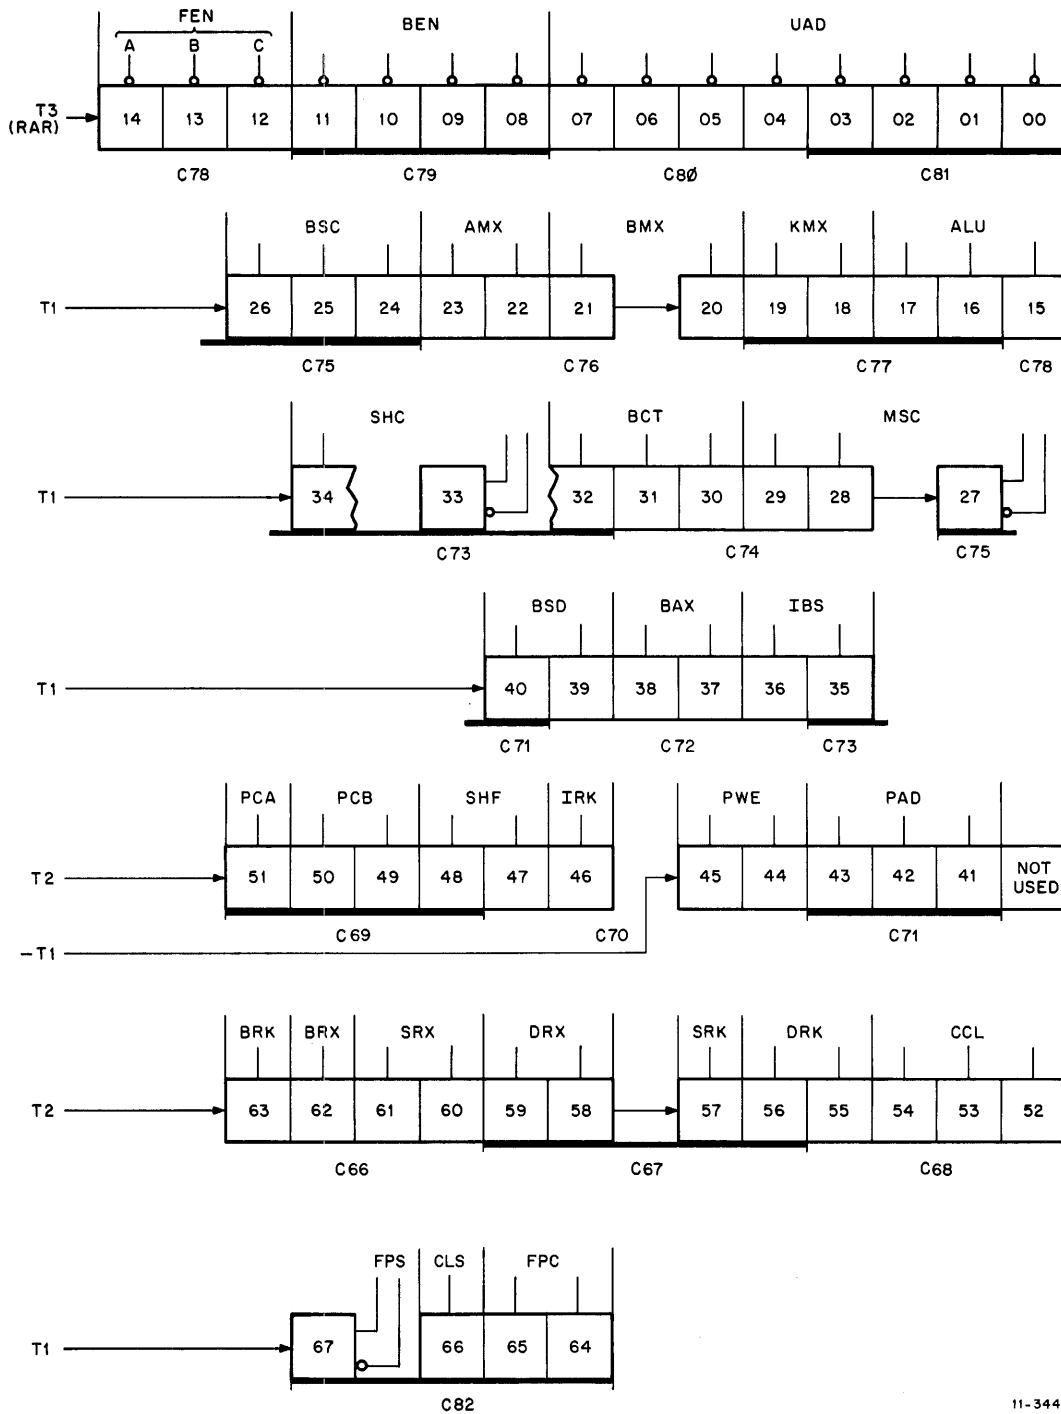 FEN BEN UAD
A B C
T3 (RAR) 14 13 12 11 10 09 08 07 06 05 04 03 02 01 00
C78 C79 C8Ø C81
BSC AMX BMX KMX ALU
T1 26 25 24 23 22 21 20 19 18 17 16 15
C75 C76 C77 C78
SHC BCT MSC
T1 34 33 32 31 30 29 28 27
C73 C74 C75
BSD BAX IBS
T1 40 39 38 37 36 35
C71 C72 C73
PCA PCB SHF IRK PWE PAD
T2 51 50 49 48 47 46 45 44 43 42 41 NOT USED
C69 C70 C71
-T1
BRK BRX SRX DRX SRK DRK CCL
T2 63 62 61 60 59 58 57 56 55 54 53 52
C66 C67 C68
FPS CLS FPC
T1 67 66 65 64
C82
11-344